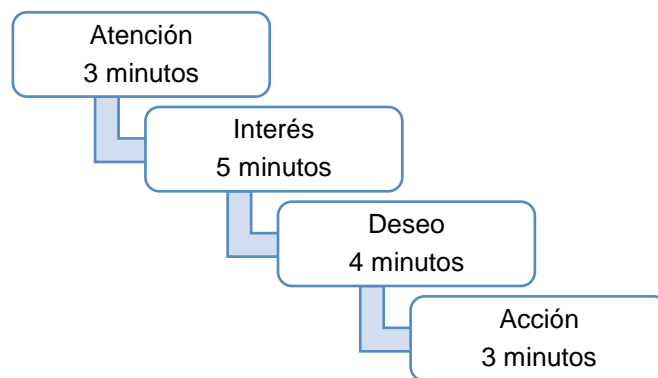 Atención
3 minutos
Interés
5 minutos
Deseo
4 minutos
Acción
3 minutos